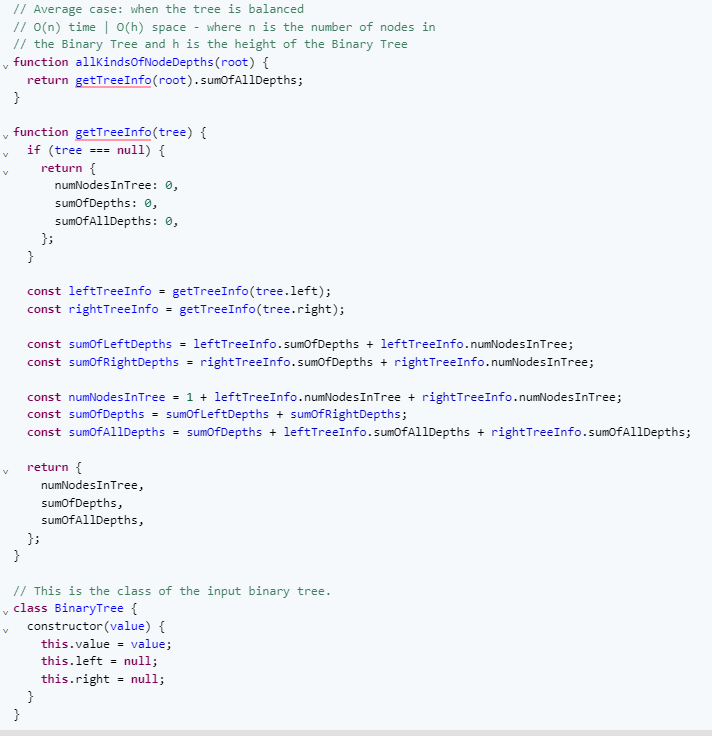 // Average case: when the tree is balanced
// O(n) time | O(h) space - where n is the number of nodes in
// the Binary Tree and h is the height of the Binary Tree
function allKindsOfNodeDepths(root) {
  return getTreeInfo(root).sumOfAllDepths;
}

function getTreeInfo(tree) {
  if (tree === null) {
    return {
      numNodesInTree: 0,
      sumOfDepths: 0,
      sumOfAllDepths: 0,
    };
  }

  const leftTreeInfo = getTreeInfo(tree.left);
  const rightTreeInfo = getTreeInfo(tree.right);

  const sumOfLeftDepths = leftTreeInfo.sumOfDepths + leftTreeInfo.numNodesInTree;
  const sumOfRightDepths = rightTreeInfo.sumOfDepths + rightTreeInfo.numNodesInTree;

  const numNodesInTree = 1 + leftTreeInfo.numNodesInTree + rightTreeInfo.numNodesInTree;
  const sumOfDepths = sumOfLeftDepths + sumOfRightDepths;
  const sumOfAllDepths = sumOfDepths + leftTreeInfo.sumOfAllDepths + rightTreeInfo.sumOfAllDepths;

  return {
    numNodesInTree,
    sumOfDepths,
    sumOfAllDepths,
  };
}

// This is the class of the input binary tree.
class BinaryTree {
  constructor(value) {
    this.value = value;
    this.left = null;
    this.right = null;
  }
}